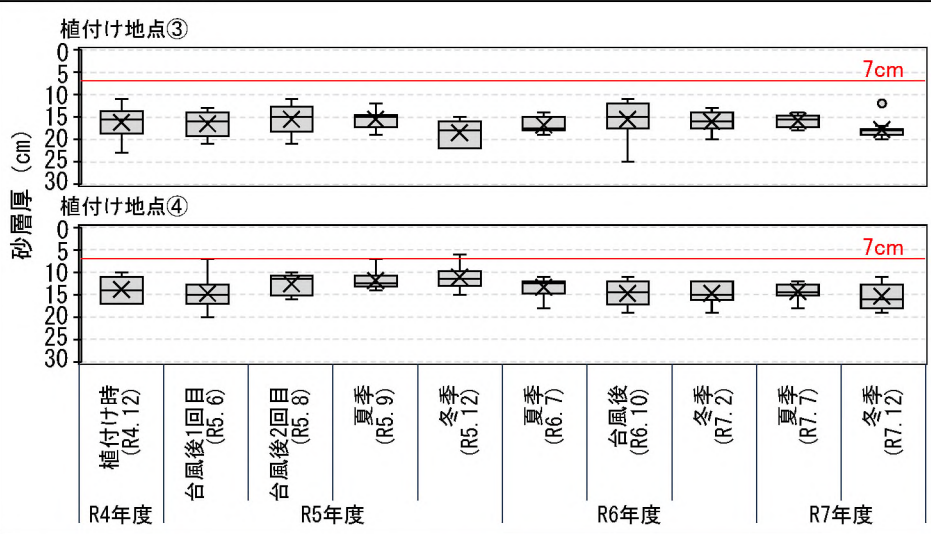 植付け地点③
砂層厚 (cm)
0
5
10
15
20
25
30
7cm
植付け地点④
0
5
10
15
20
25
30
7cm
植付け時
(R4.12)
台風後1回目
(R5.6)
台風後2回目
(R5.8)
夏季
(R5.9)
冬季
(R5.12)
夏季
(R6.7)
台風後
(R6.10)
冬季
(R7.2)
夏季
(R7.7)
冬季
(R7.12)
R4年度 R5年度 R6年度 R7年度